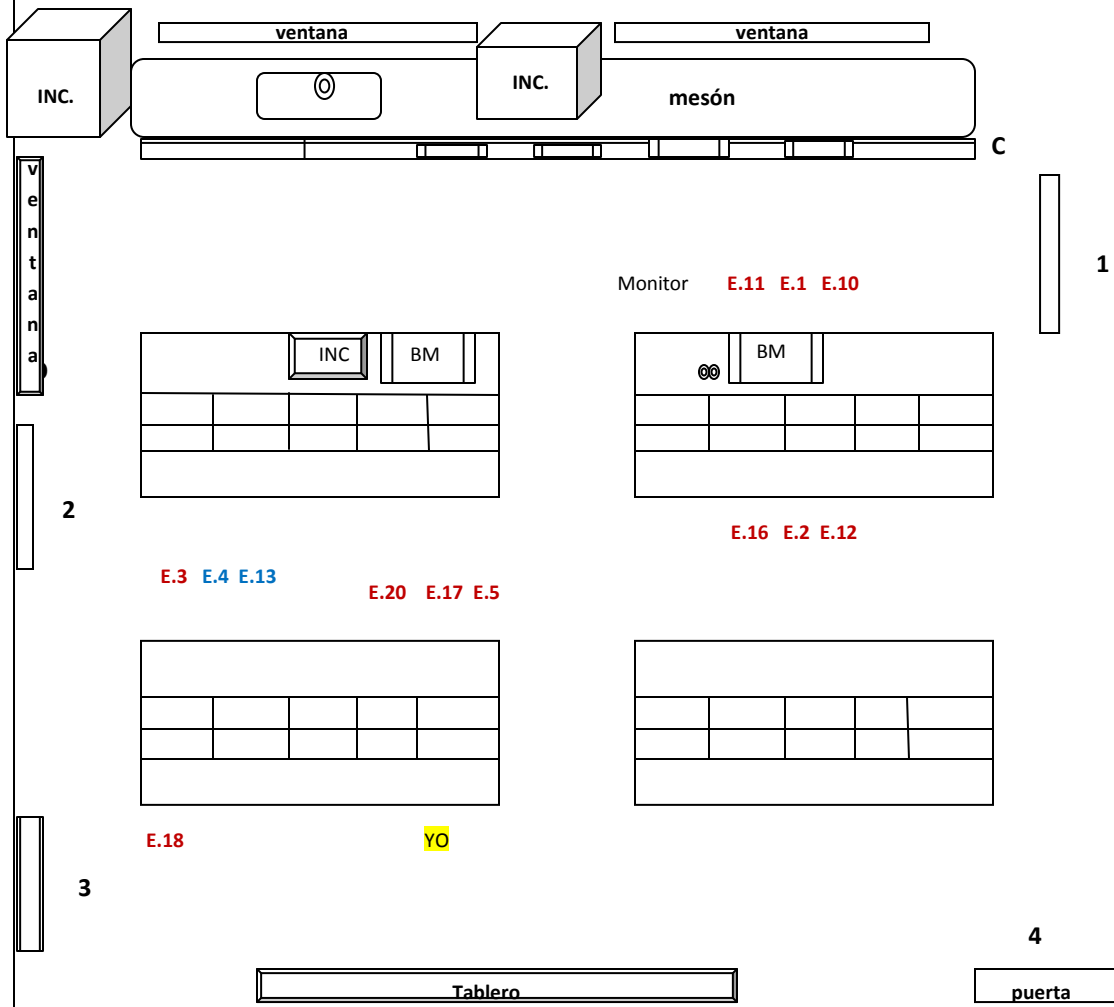 ventana ventana
INC. INC. mesón
C
ventana
1
Monitor E.11 E.1 E.10
INC BM BM
2
E.16 E.2 E.12
E.3 E.4 E.13
E.20 E.17 E.5
E.18 YO
3
4
Tablero puerta